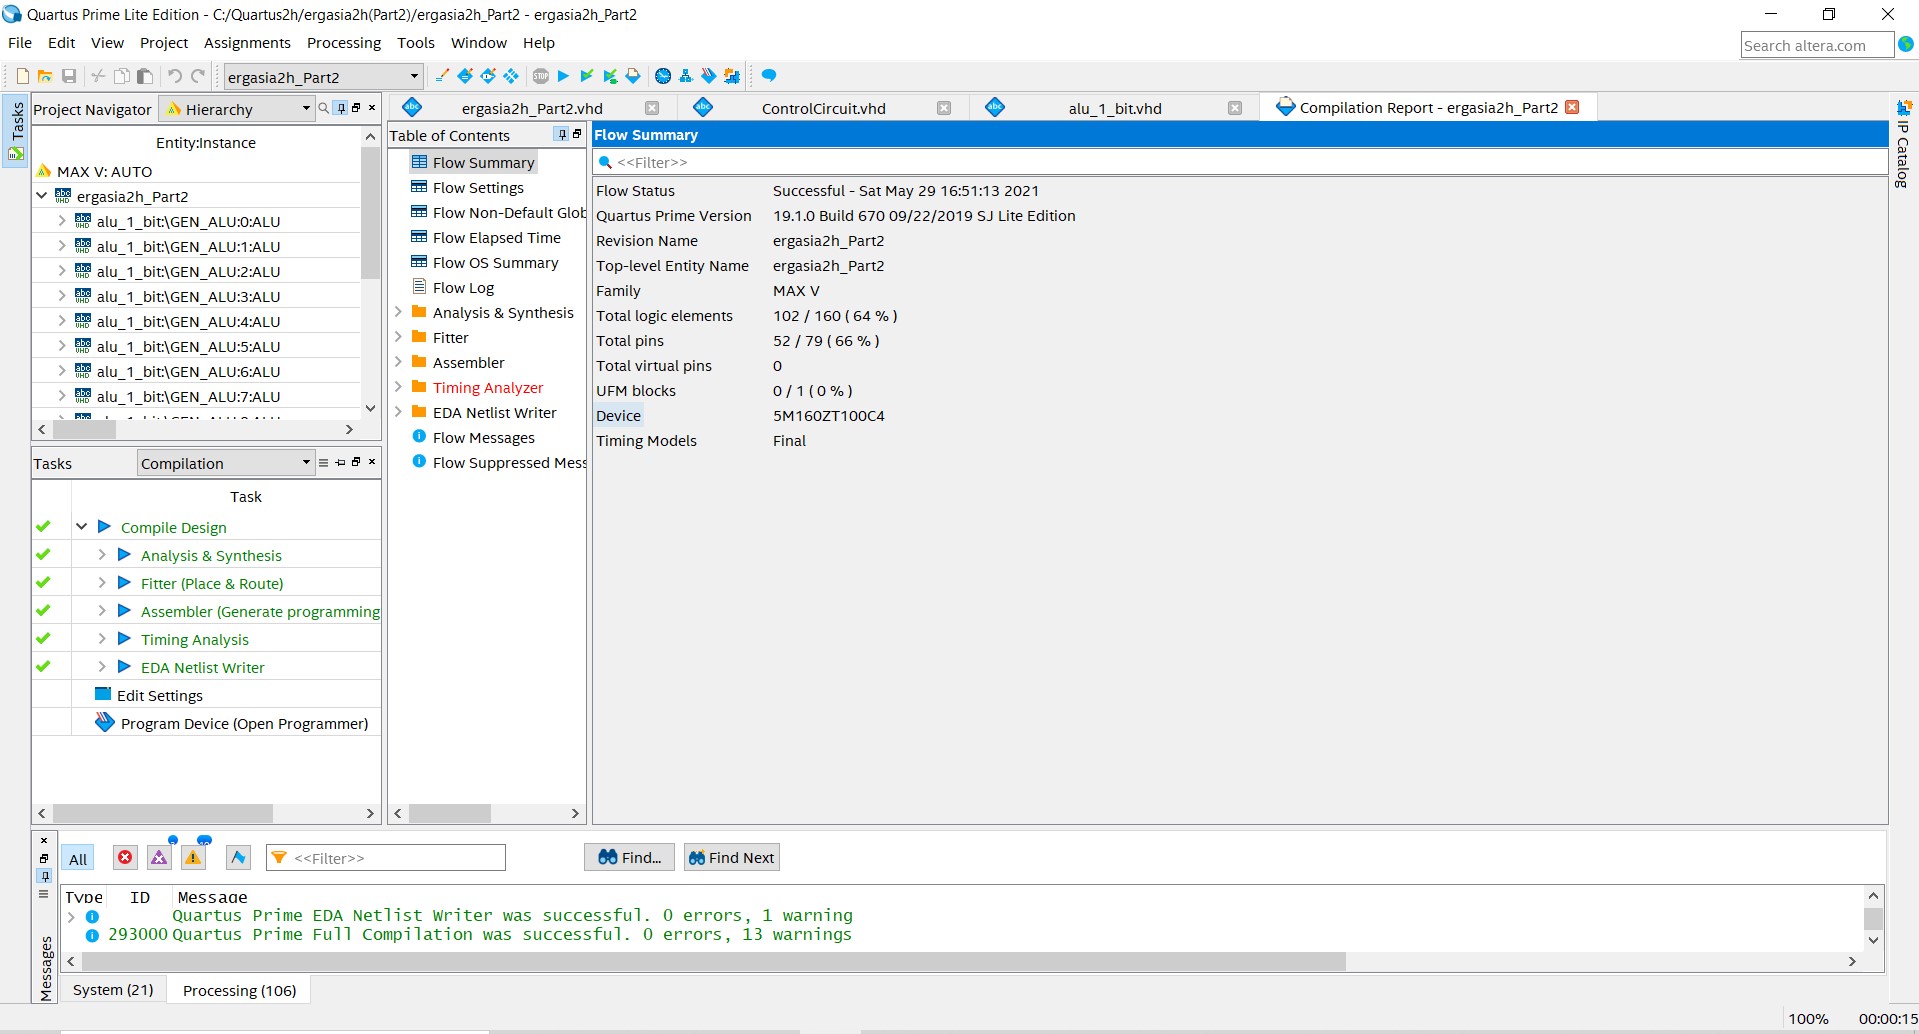 Quartus Prime Lite Edition - C:/Quartus2h/ergasia2h(Part2)/ergasia2h_Part2 - ergasia2h_Part2
File Edit View Project Assignments Processing Tools Window Help
Search altera.com
ergasia2h_Part2
Tasks
Project Navigator Hierarchy
Entity:Instance
MAX V: AUTO
ergasia2h_Part2
alu_1_bit:\GEN_ALU:0:ALU
alu_1_bit:\GEN_ALU:1:ALU
alu_1_bit:\GEN_ALU:2:ALU
alu_1_bit:\GEN_ALU:3:ALU
alu_1_bit:\GEN_ALU:4:ALU
alu_1_bit:\GEN_ALU:5:ALU
alu_1_bit:\GEN_ALU:6:ALU
alu_1_bit:\GEN_ALU:7:ALU
Tasks Compilation
Task
Compile Design
Analysis & Synthesis
Fitter (Place & Route)
Assembler (Generate programming
Timing Analysis
EDA Netlist Writer
Edit Settings
Program Device (Open Programmer)
ergasia2h_Part2.vhd ControlCircuit.vhd alu_1_bit.vhd Compilation Report - ergasia2h_Part2
Table of Contents
Flow Summary
Flow Settings
Flow Non-Default Glob
Flow Elapsed Time
Flow OS Summary
Flow Log
Analysis & Synthesis
Fitter
Assembler
Timing Analyzer
EDA Netlist Writer
Flow Messages
Flow Suppressed Mess
Flow Summary
<<Filter>>
Flow Status Successful - Sat May 29 16:51:13 2021
Quartus Prime Version 19.1.0 Build 670 09/22/2019 SJ Lite Edition
Revision Name ergasia2h_Part2
Top-level Entity Name ergasia2h_Part2
Family MAX V
Total logic elements 102 / 160 ( 64 % )
Total pins 52 / 79 ( 66 % )
Total virtual pins 0
UFM blocks 0 / 1 ( 0 % )
Device 5M160ZT100C4
Timing Models Final
IP Catalog
All <<Filter>> Find... Find Next
Type ID Message
Quartus Prime EDA Netlist Writer was successful. 0 errors, 1 warning
293000 Quartus Prime Full Compilation was successful. 0 errors, 13 warnings
System (21) Processing (106)
Messages
100% 00:00:15